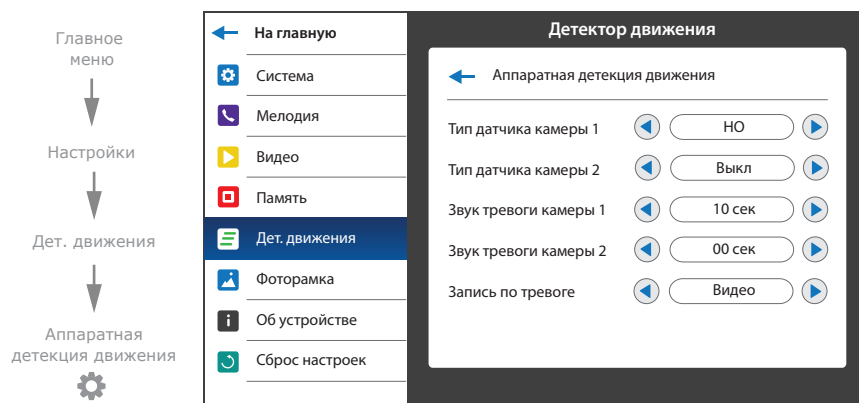 Главное
меню
Настройки
Дет. движения
Аппаратная
детекция движения
На главную
Система
Мелодия
Видео
Память
Дет. движения
Фоторамка
Об устройстве
Сброс настроек
Детектор движения
Аппаратная детекция движения
Тип датчика камеры 1 НО
Тип датчика камеры 2 Выкл
Звук тревоги камеры 1 10 сек
Звук тревоги камеры 2 00 сек
Запись по тревоге Видео